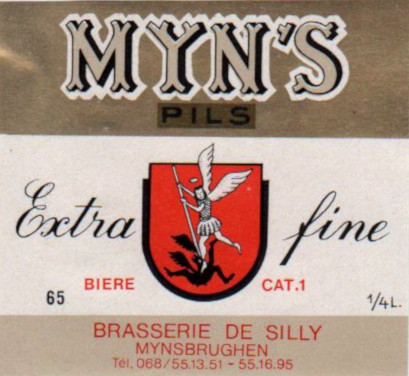 MYN'S
PILS
Extra fine
BIERE CAT.1
65 1/4L.
BRASSERIE DE SILLY
MYNSBRUGHEN
Tél. 068/55.13.51 - 55.16.95